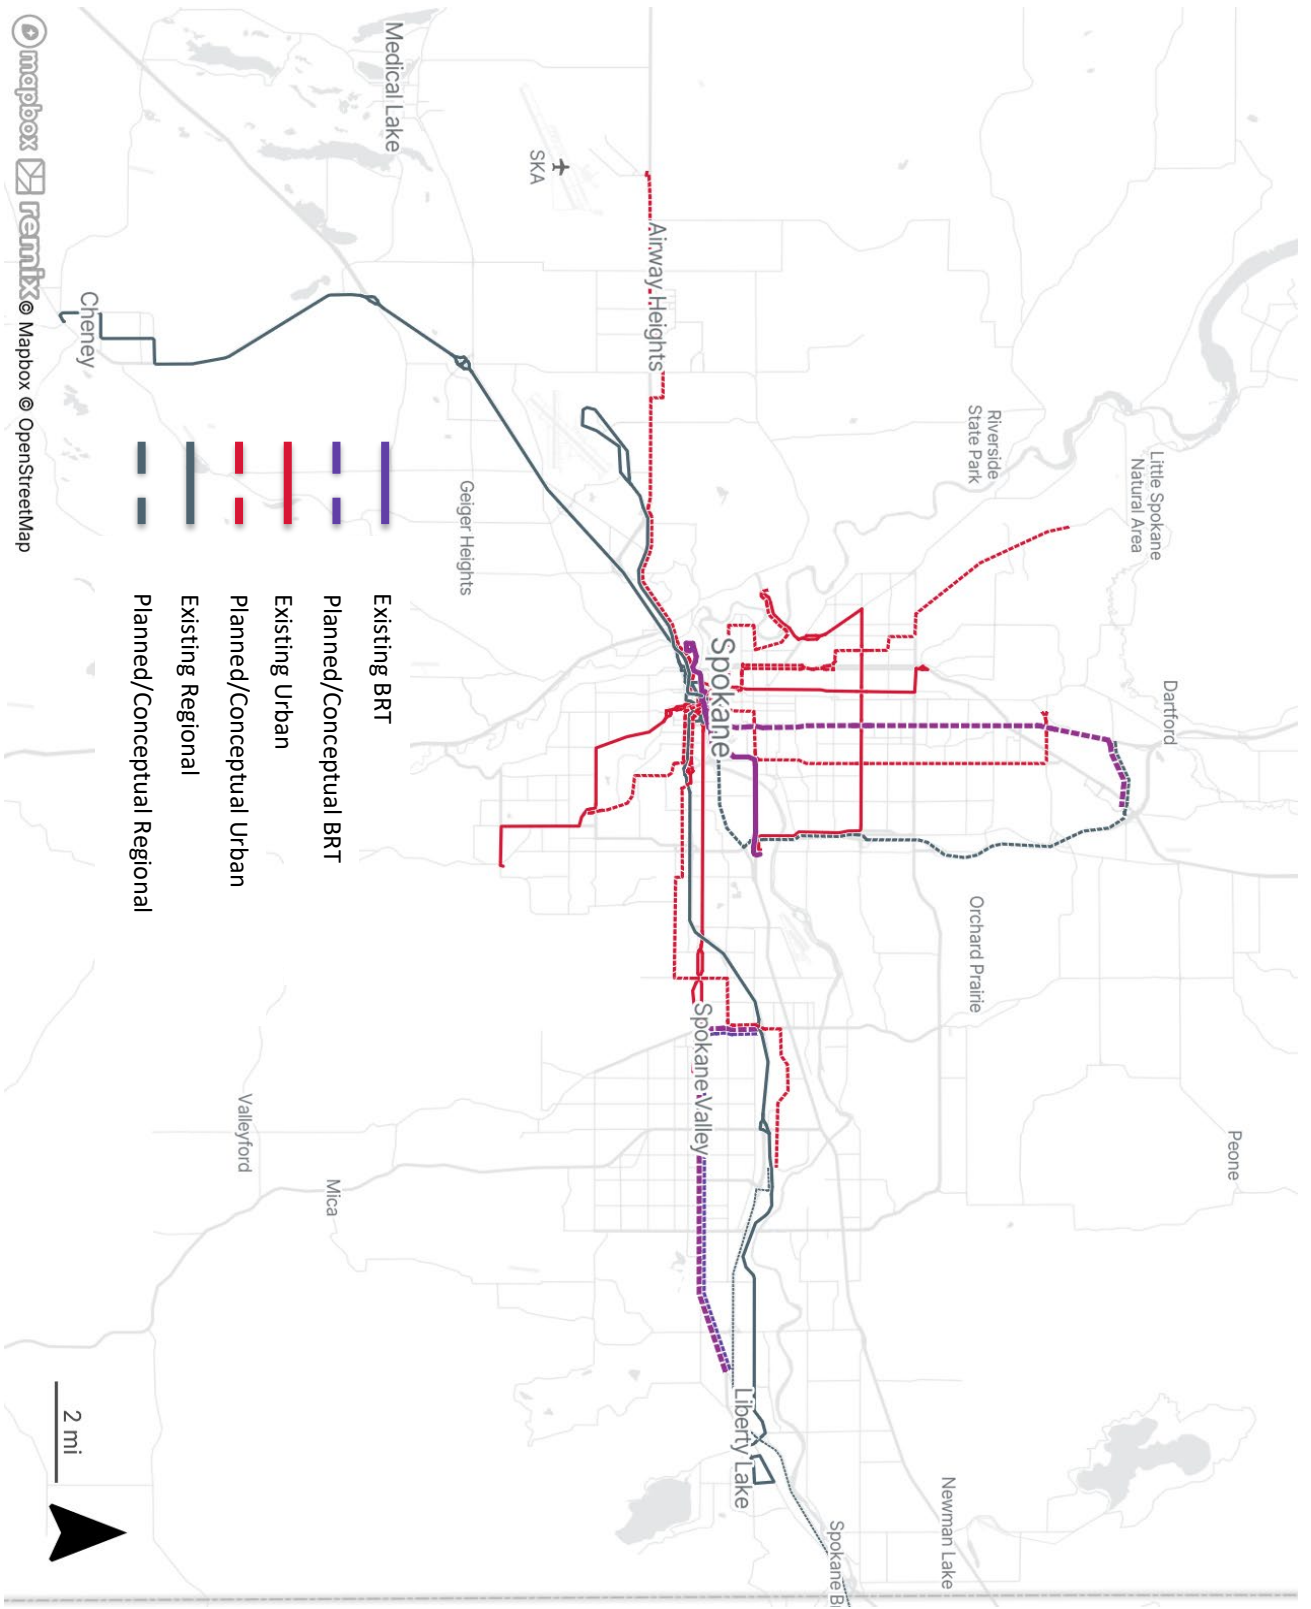 Medical Lake
SKA
Airway Heights
Riverside
State Park
Little Spokane
Natural Area
Cheney
Geiger Heights
Spokane
Dartford
Orchard Prairie
Spokane Valley
Valleyford
Mica
Peone
Liberty Lake
Newman Lake
Spokane Br
Existing BRT
Planned/Conceptual BRT
Existing Urban
Planned/Conceptual Urban
Existing Regional
Planned/Conceptual Regional
2 mi
mapbox remix © Mapbox © OpenStreetMap